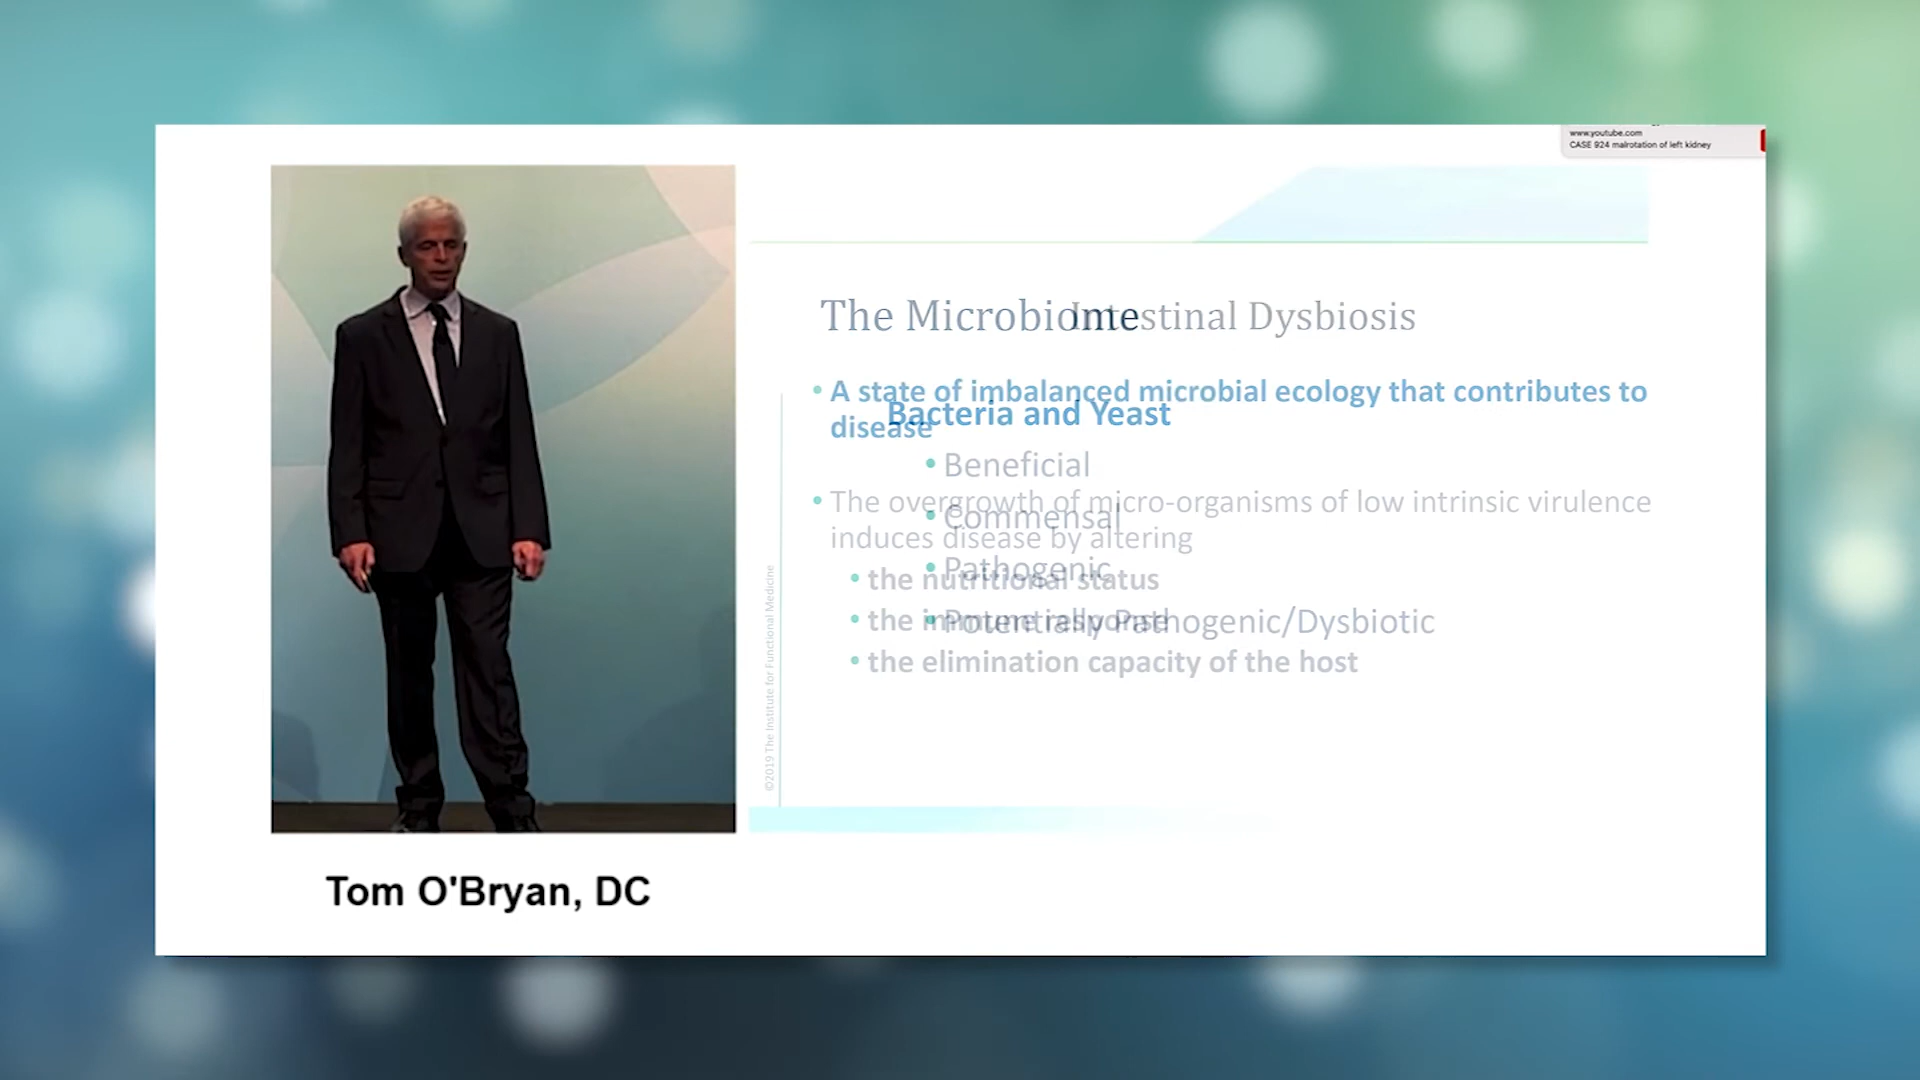 www.youtube.com
CASE 924 malrotation of left kidney
The Microbiome
Intestinal Dysbiosis
• A state of imbalanced microbial ecology that contributes to
disease
Bacteria and Yeast
• Beneficial
• Commensal
• Pathogenic
• Potentially Pathogenic/Dysbiotic
• The overgrowth of micro-organisms of low intrinsic virulence
induces disease by altering
• the nutritional status
• the immune response
• the elimination capacity of the host
©2019 The Institute for Functional Medicine
Tom O'Bryan, DC